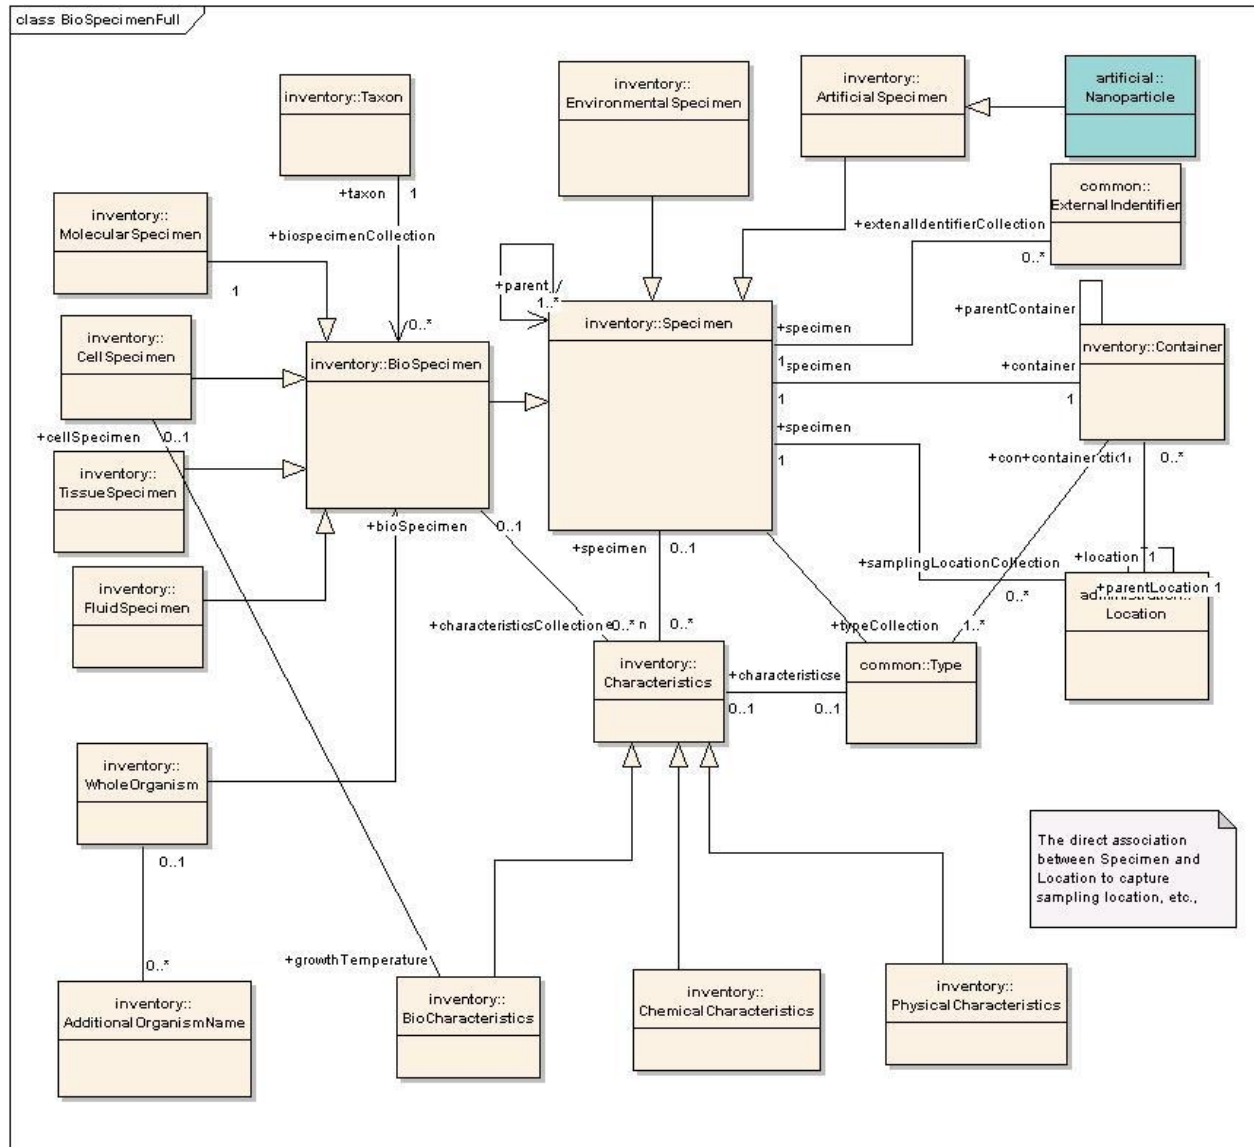 class BioSpecimenFull
inventory::Taxon
inventory::
EnvironmentalSpecimen
inventory::
ArtificialSpecimen
artificial::
Nanoparticle
+taxon 1
+biospecimenCollection
0..*
inventory::
MolecularSpecimen
1
common::
ExternalIndentifier
+extenalIdentifierCollection
0..*
+parent
1..*
inventory::
CellSpecimen
inventory::BioSpecimen
inventory::Specimen
+specimen
1
+parentContainer
nventory::Container
specimen
1
+container
1
+cellSpecimen 0..1
+specimen
1
+con+container
1
0..*
inventory::
TissueSpecimen
+bioSpecimen 0..1
+specimen 0..1
+samplingLocationCollection
0..*
+location 1
+parentLocation 1
Location
inventory::
FluidSpecimen
+characteristicsCollection
0..*
0..*
+typeCollection 1..*
inventory::
Characteristics
+characteristicse
0..1 0..1
common::Type
inventory::
WholeOrganism
0..1
0..*
inventory::
AdditionalOrganismName
+growthTemperature
inventory::
BioCharacteristics
inventory::
ChemicalCharacteristics
inventory::
PhysicalCharacteristics
The direct association
between Specimen and
Location to capture
sampling location, etc.,